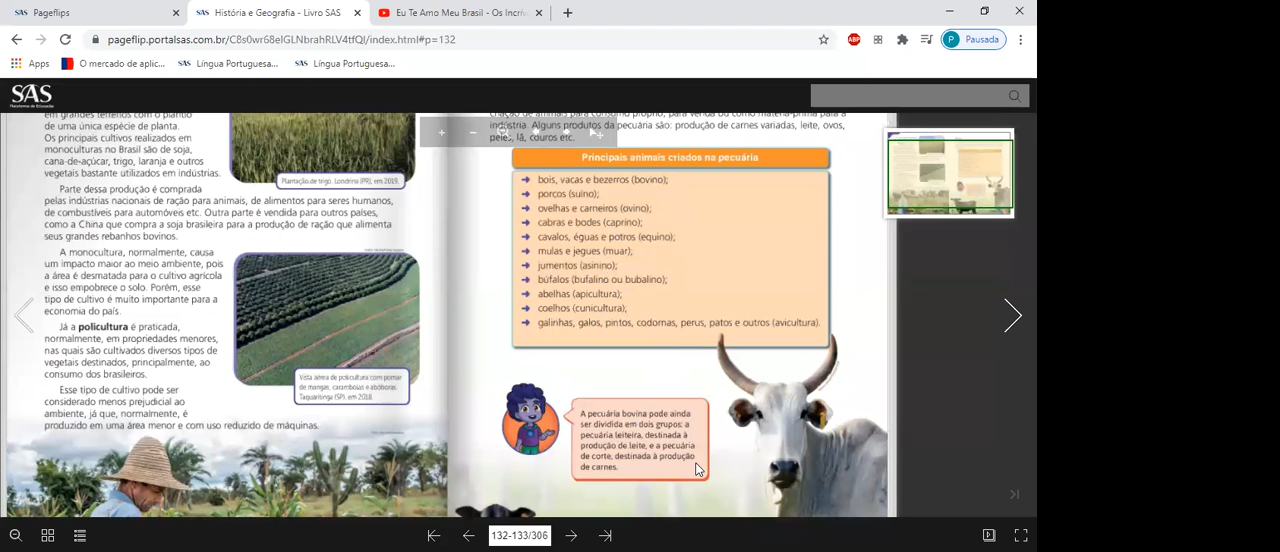 SAS Pageflips
SAS História e Geografia - Livro SAS
Eu Te Amo Meu Brasil - Os Incríve
pageflip.portalsas.com.br/C8s0wr68eIGLNbrahRLV4tfQI/index.html#p=132
ABP
P Pausada
Apps
O mercado de aplic...
SAS Língua Portuguesa...
SAS Língua Portuguesa...
SAS
Plataforma de Educação
em grandes terrenos com o plantio
de uma única espécie de planta.
Os principais cultivos realizados em
monoculturas no Brasil são de soja,
cana-de-açúcar, trigo, laranja e outros
vegetais bastante utilizados em indústrias.
Plantação de trigo. Londrina (PR), em 2019.
Parte dessa produção é comprada
pelas indústrias nacionais de ração para animais, de alimentos para seres humanos,
de combustíveis para automóveis etc. Outra parte é vendida para outros países,
como a China que compra a soja brasileira para a produção de ração que alimenta
seus grandes rebanhos bovinos.
A monocultura, normalmente, causa
um impacto maior ao meio ambiente, pois
a área é desmatada para o cultivo agrícola
e isso empobrece o solo. Porém, esse
tipo de cultivo é muito importante para a
economia do país.
Já a policultura é praticada,
normalmente, em propriedades menores,
nas quais são cultivados diversos tipos de
vegetais destinados, principalmente, ao
consumo dos brasileiros.
Vista aérea de policultura com pomar
de mangas, carambolas e abóboras.
Taquaritinga (SP), em 2018.
Esse tipo de cultivo pode ser
considerado menos prejudicial ao
ambiente, já que, normalmente, é
produzido em uma área menor e com uso reduzido de máquinas.
criação de animais para consumo próprio, para venda ou como matéria-prima para a
indústria. Alguns produtos da pecuária são: produção de carnes variadas, leite, ovos,
peles, lã, couros etc.
Principais animais criados na pecuária
➜ bois, vacas e bezerros (bovino);
➜ porcos (suíno);
➜ ovelhas e carneiros (ovino);
➜ cabras e bodes (caprino);
➜ cavalos, éguas e potros (equino);
➜ mulas e jegues (muar);
➜ jumentos (asinino);
➜ búfalos (bufalino ou bubalino);
➜ abelhas (apicultura);
➜ coelhos (cunicultura);
➜ galinhas, galos, pintos, codornas, perus, patos e outros (avicultura).
A pecuária bovina pode ainda
ser dividida em dois grupos: a
pecuária leiteira, destinada à
produção de leite, e a pecuária
de corte, destinada à produção
de carnes.
132-133/306